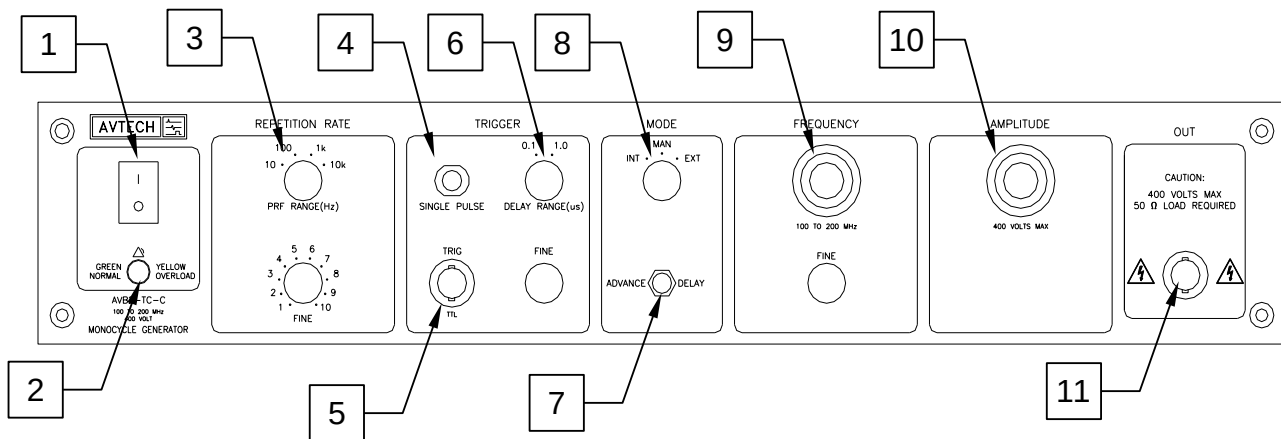 1
3
4
6
8
9
10
AVTECH
REPETITION RATE
TRIGGER
MODE
FREQUENCY
AMPLITUDE
OUT
I
O
GREEN
NORMAL
YELLOW
OVERLOAD
100 TO 200 MHz
400 VOLT
MONOCYCLE GENERATOR
10
100
1k
10k
PRF RANGE(Hz)
1
2
3
4
5
6
7
8
9
10
FINE
SINGLE PULSE
0.1
1.0
DELAY RANGE(us)
TRIG
TTL
FINE
INT
MAN
EXT
ADVANCE
DELAY
100 TO 200 MHz
FINE
400 VOLTS MAX
CAUTION:
400 VOLTS MAX
50 Ω LOAD REQUIRED
2
5
7
11